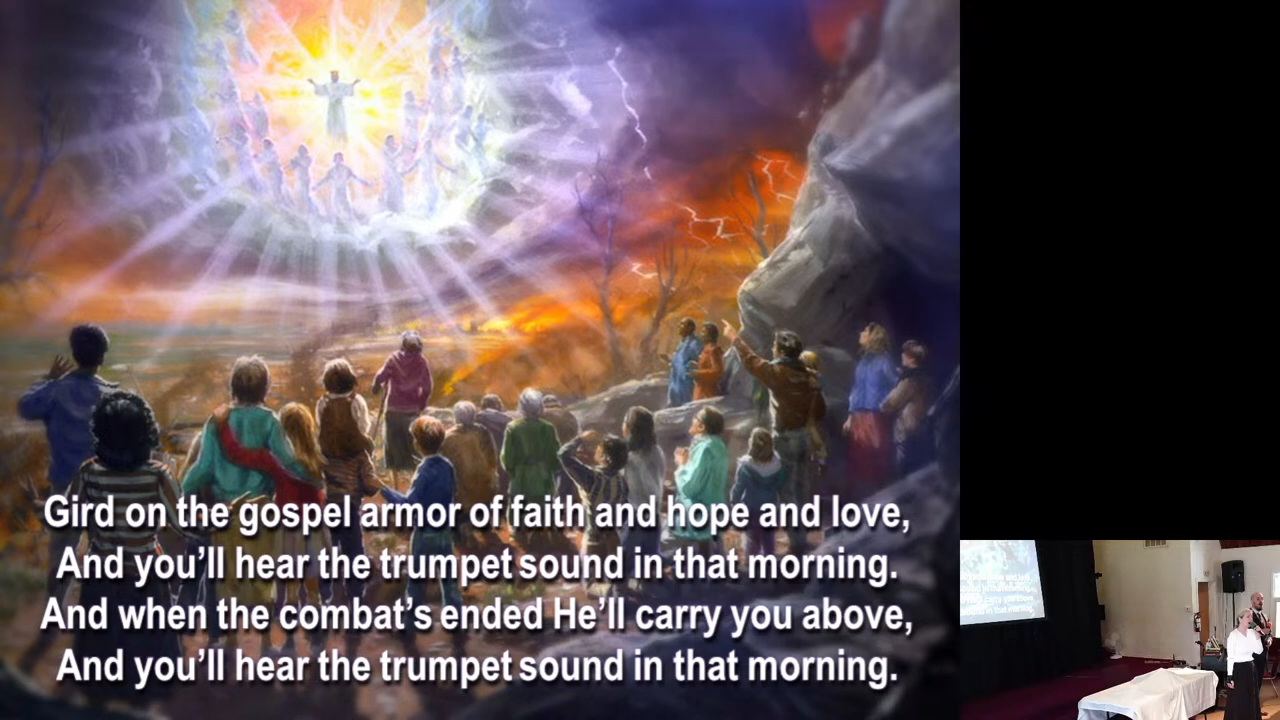 Gird on the gospel armor of faith and hope and love,
And you’ll hear the trumpet sound in that morning.
And when the combat’s ended He’ll carry you above,
And you’ll hear the trumpet sound in that morning.